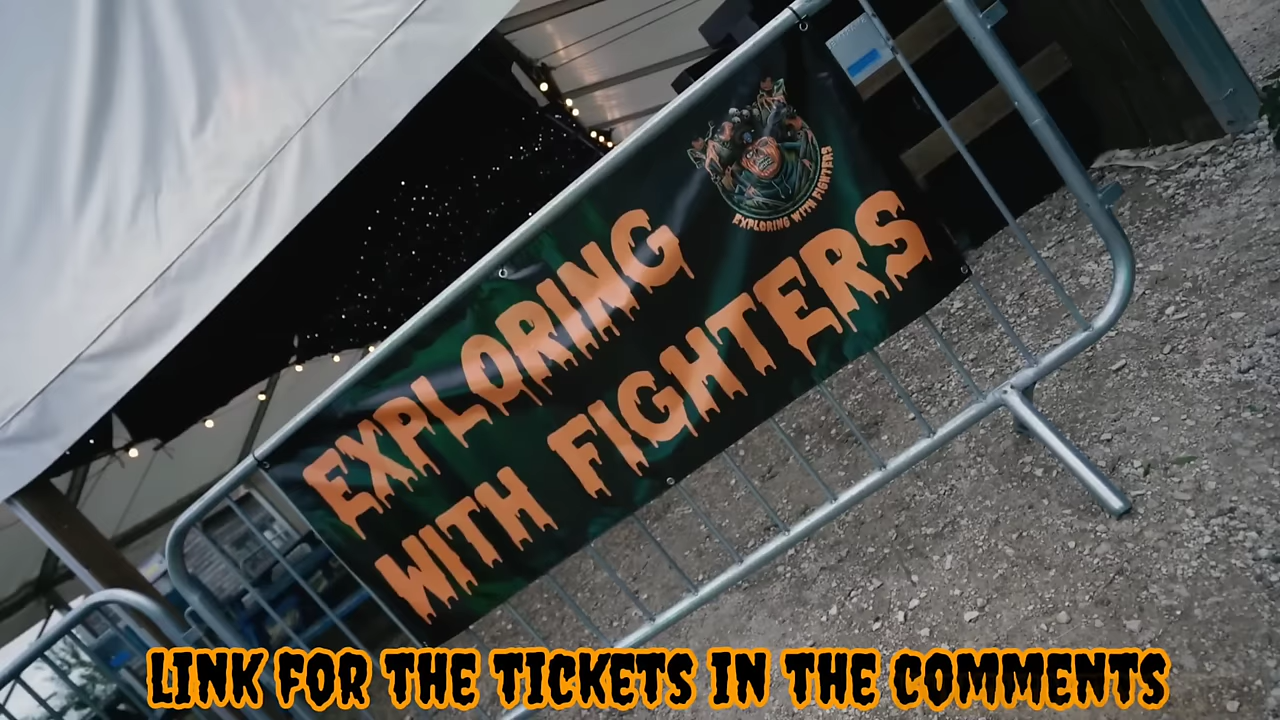 EXPLORING WITH FIGHTERS
EXPLORING
WITH FIGHTERS
LINK FOR THE TICKETS IN THE COMMENTS